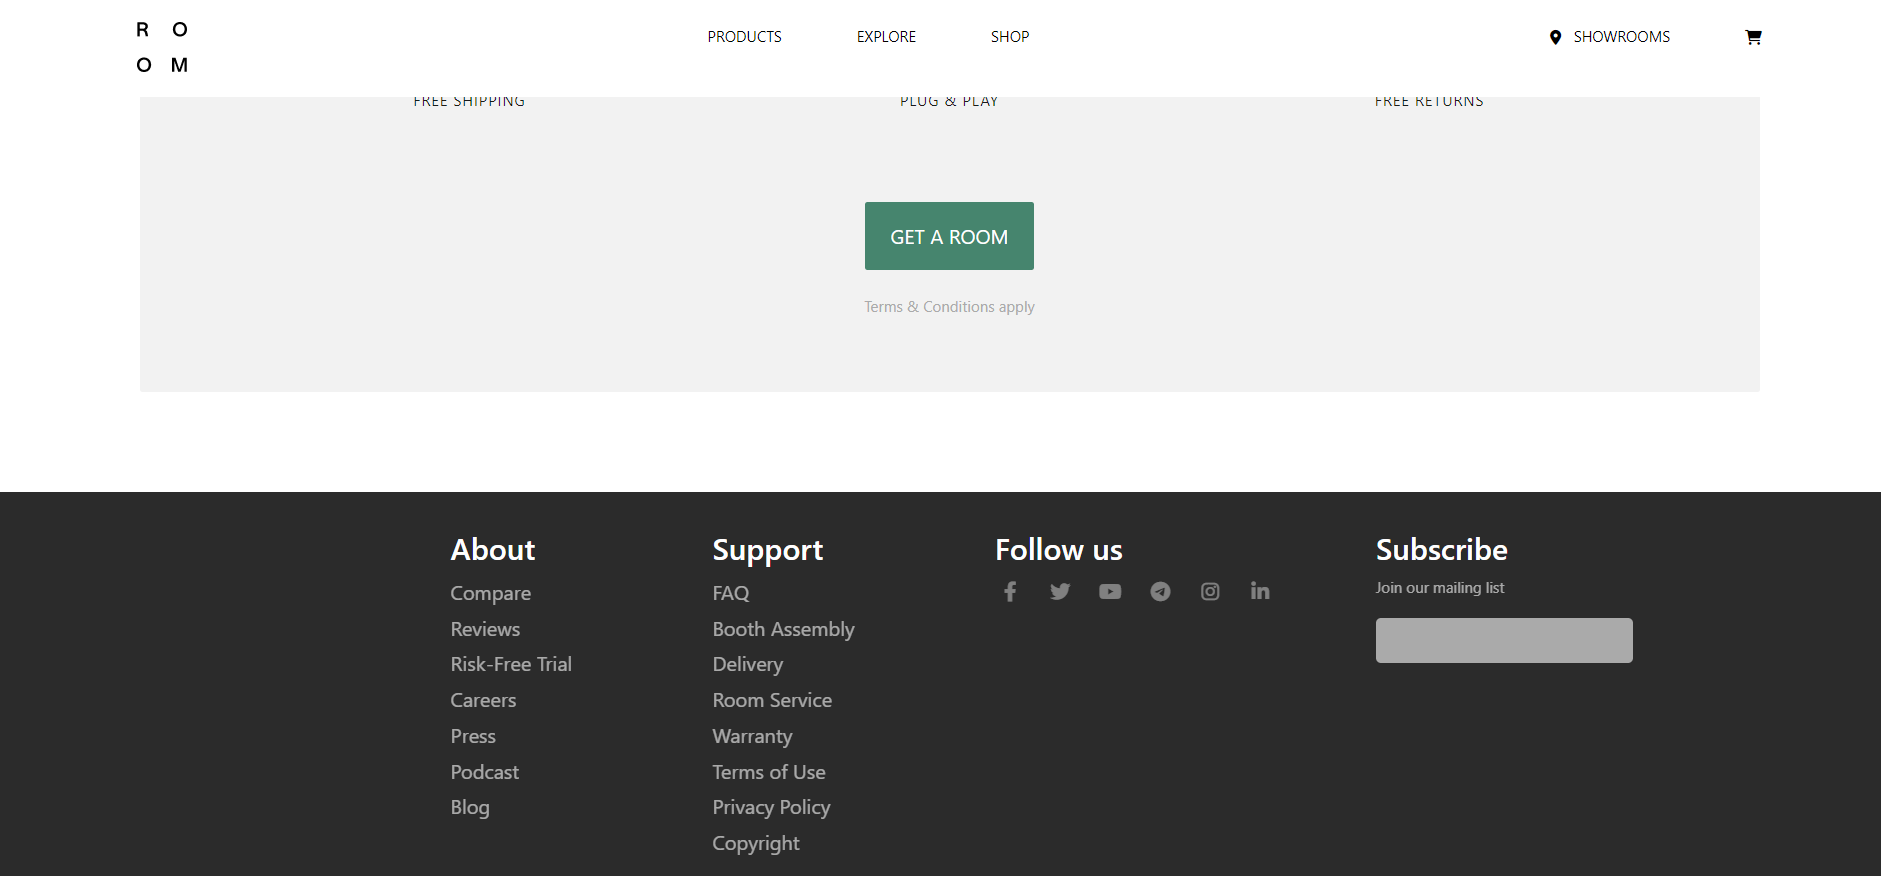 R O
O M
PRODUCTS EXPLORE SHOP SHOWROOMS
FREE SHIPPING PLUG & PLAY FREE RETURNS
GET A ROOM
Terms & Conditions apply
About
Compare
Reviews
Risk-Free Trial
Careers
Press
Podcast
Blog
Support
FAQ
Booth Assembly
Delivery
Room Service
Warranty
Terms of Use
Privacy Policy
Copyright
Follow us
Subscribe
Join our mailing list